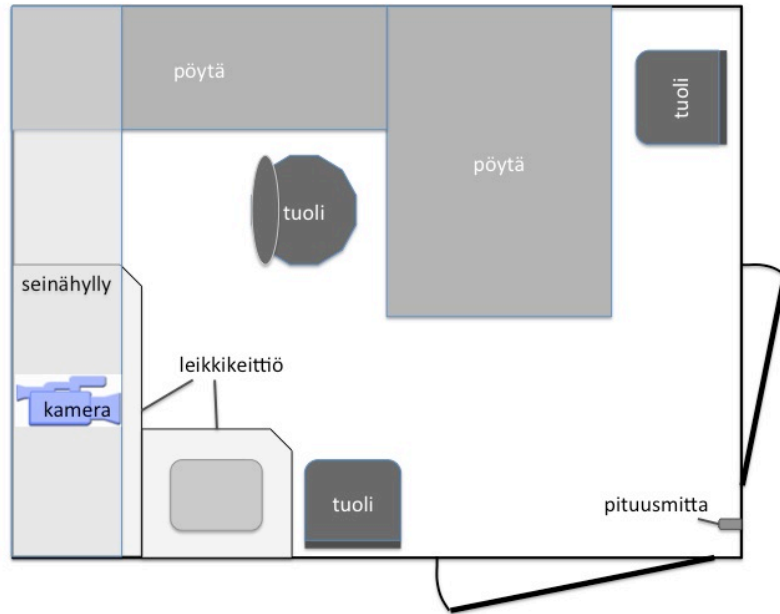 pöytä
tuoli
pöytä
tuoli
seinähylly
leikkikeittiö
kamera
tuoli
pituusmitta